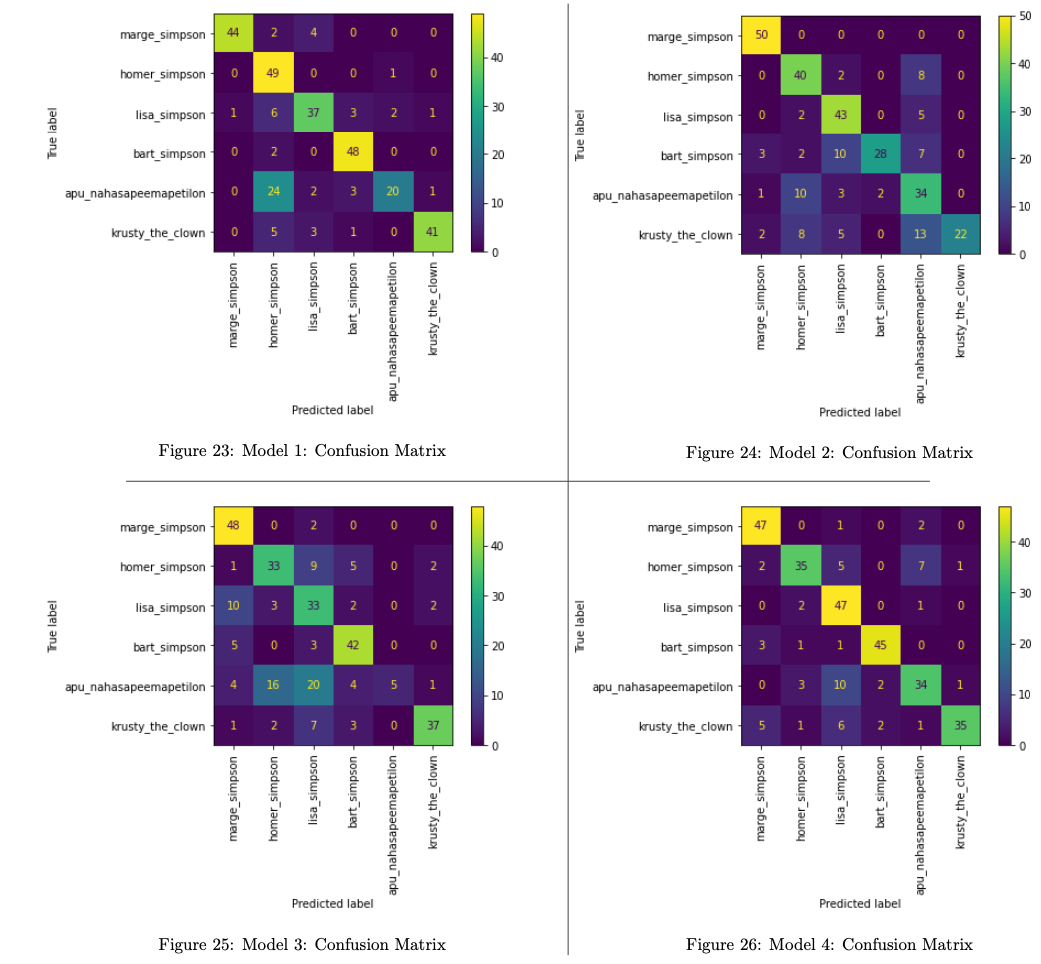 marge_simpson 44 2 4 0 0 0
homer_simpson 0 49 0 0 1 0
lisa_simpson 1 6 37 3 2 1
bart_simpson 0 2 0 48 0 0
apu_nahasapeemapetilon 0 24 2 3 20 1
krusty_the_clown 0 5 3 1 0 41
True label
40
30
20
10
0
marge_simpson
homer_simpson
lisa_simpson
bart_simpson
apu_nahasapeemapetilon
krusty_the_clown
Predicted label
Figure 23: Model 1: Confusion Matrix
marge_simpson 50 0 0 0 0 0
homer_simpson 0 40 2 0 8 0
lisa_simpson 0 2 43 0 5 0
bart_simpson 3 2 10 28 7 0
apu_nahasapeemapetilon 1 10 3 2 34 0
krusty_the_clown 2 8 5 0 13 22
True label
50
40
30
20
10
0
marge_simpson
homer_simpson
lisa_simpson
bart_simpson
apu_nahasapeemapetilon
krusty_the_clown
Predicted label
Figure 24: Model 2: Confusion Matrix
marge_simpson 48 0 2 0 0 0
homer_simpson 1 33 9 5 0 2
lisa_simpson 10 3 33 2 0 2
bart_simpson 5 0 3 42 0 0
apu_nahasapeemapetilon 4 16 20 4 5 1
krusty_the_clown 1 2 7 3 0 37
True label
40
30
20
10
0
marge_simpson
homer_simpson
lisa_simpson
bart_simpson
apu_nahasapeemapetilon
krusty_the_clown
Predicted label
Figure 25: Model 3: Confusion Matrix
marge_simpson 47 0 1 0 2 0
homer_simpson 2 35 5 0 7 1
lisa_simpson 0 2 47 0 1 0
bart_simpson 3 1 1 45 0 0
apu_nahasapeemapetilon 0 3 10 2 34 1
krusty_the_clown 5 1 6 2 1 35
True label
40
30
20
10
0
marge_simpson
homer_simpson
lisa_simpson
bart_simpson
apu_nahasapeemapetilon
krusty_the_clown
Predicted label
Figure 26: Model 4: Confusion Matrix